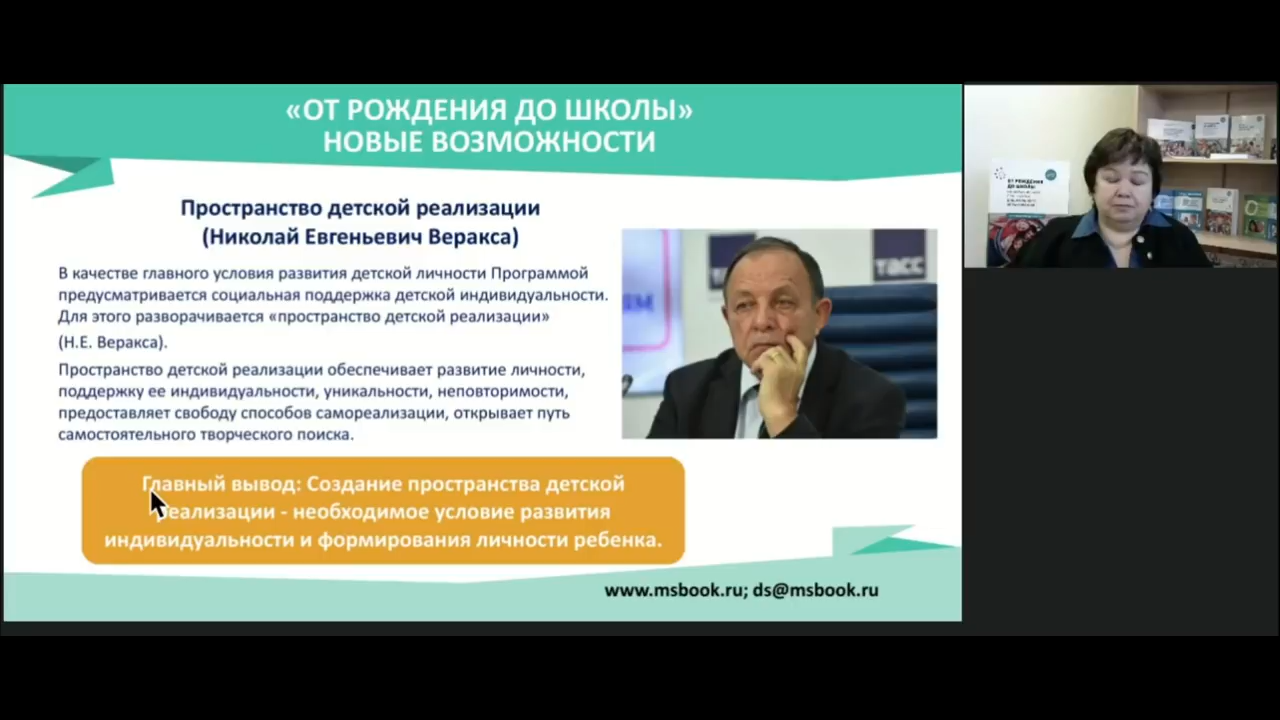 «ОТ РОЖДЕНИЯ ДО ШКОЛЫ»
НОВЫЕ ВОЗМОЖНОСТИ
Пространство детской реализации
(Николай Евгеньевич Веракса)
В качестве главного условия развития детской личности Программой
предусматривается социальная поддержка детской индивидуальности.
Для этого разворачивается «пространство детской реализации»
(Н.Е. Веракса).
Пространство детской реализации обеспечивает развитие личности,
поддержку ее индивидуальности, уникальности, неповторимости,
предоставляет свободу способов самореализации, открывает путь
самостоятельного творческого поиска.
тасс
Главный вывод: Создание пространства детской
реализации - необходимое условие развития
индивидуальности и формирования личности ребенка.
www.msbook.ru; ds@msbook.ru
ОТ РОЖДЕНИЯ
ДО ШКОЛЫ